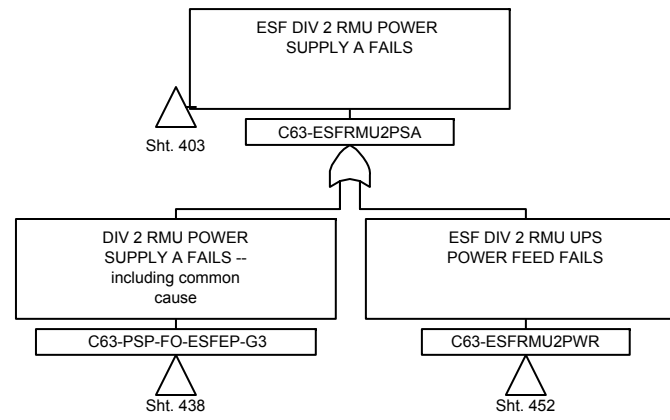 ESF DIV 2 RMU POWER
SUPPLY A FAILS
Sht. 403
C63-ESFRMU2PSA
DIV 2 RMU POWER
SUPPLY A FAILS --
including common
cause
C63-PSP-FO-ESFEP-G3
Sht. 438
ESF DIV 2 RMU UPS
POWER FEED FAILS
C63-ESFRMU2PWR
Sht. 452